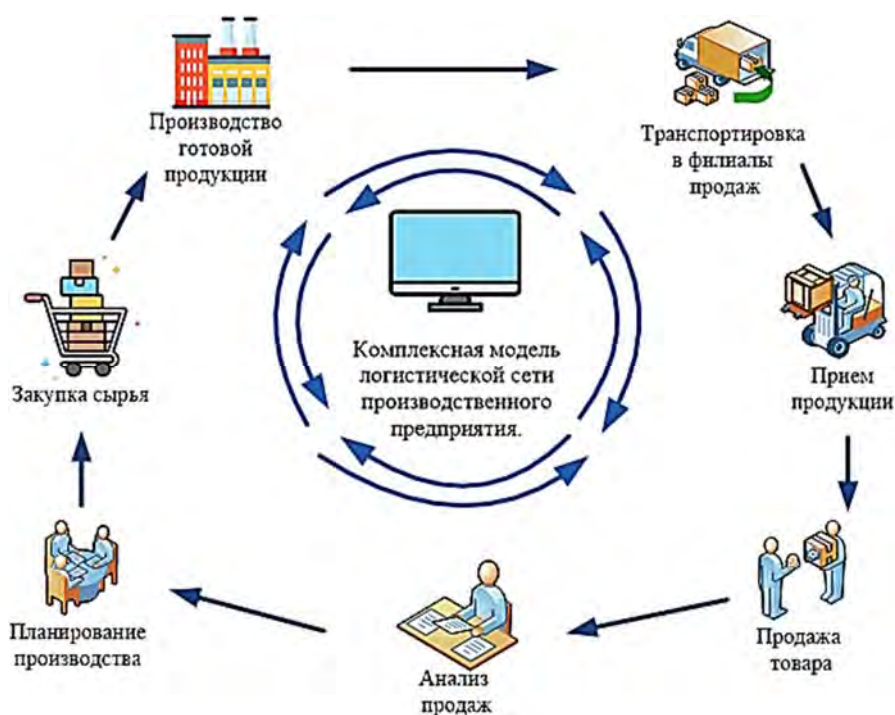 Производство
готовой
продукции
Транспортировка
в филиалы
продаж
Закупка сырья
Комплексная модель
логистической сети
производственного
предприятия.
Прием
продукции
Планирование
производства
Анализ
продаж
Продажа
товара